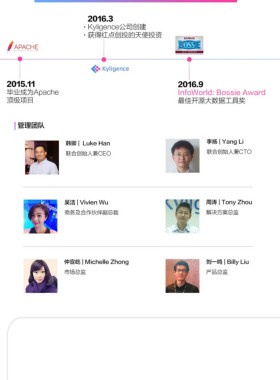 2016.3
· Kyligence公司创建
· 获得红点创投的天使投资
APACHE
OSS
Kyligence
2015.11
毕业成为Apache
顶级项目
2016.9
InfoWorld: Bossie Award
最佳开源大数据工具奖
管理团队
韩卿 | Luke Han
联合创始人兼CEO
李扬 | Yang Li
联合创始人兼CTO
吴洁 | Vivien Wu
商务及合作伙伴副总裁
周涛 | Tony Zhou
解决方案总监
仲霓聪 | Michelle Zhong
市场总监
刘一鸣 | Billy Liu
产品总监